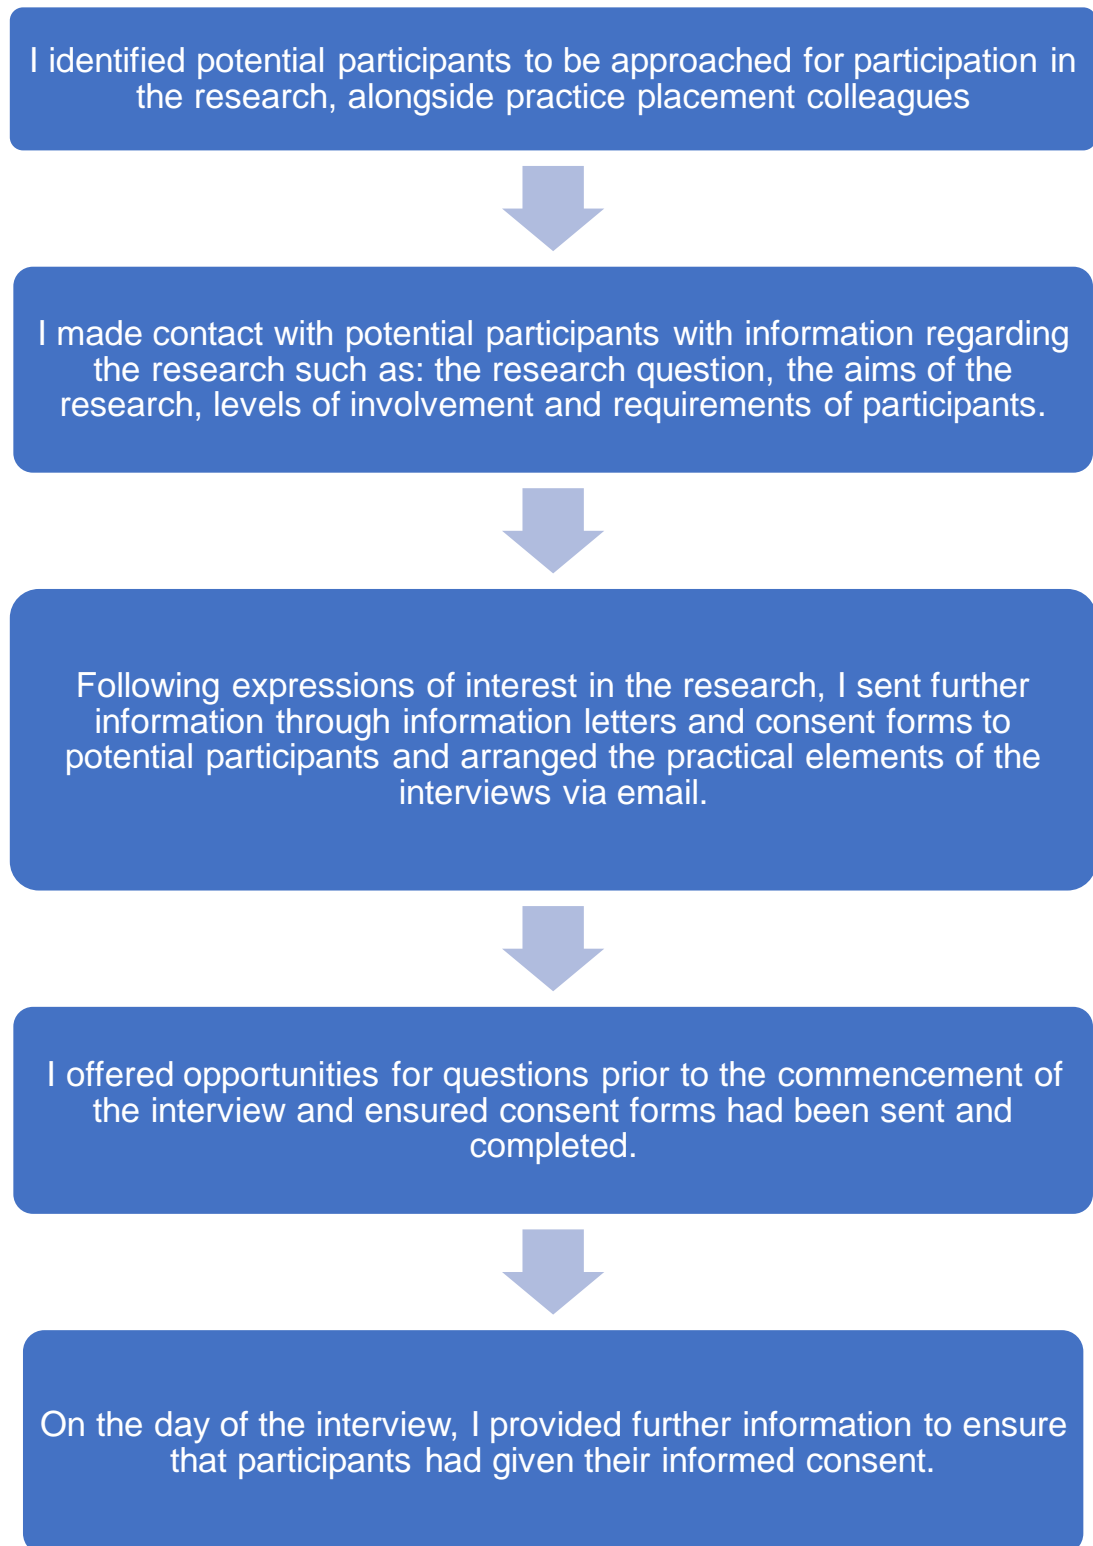 I identified potential participants to be approached for participation in
the research, alongside practice placement colleagues
I made contact with potential participants with information regarding
the research such as: the research question, the aims of the
research, levels of involvement and requirements of participants.
Following expressions of interest in the research, I sent further
information through information letters and consent forms to
potential participants and arranged the practical elements of the
interviews via email.
I offered opportunities for questions prior to the commencement of
the interview and ensured consent forms had been sent and
completed.
On the day of the interview, I provided further information to ensure
that participants had given their informed consent.